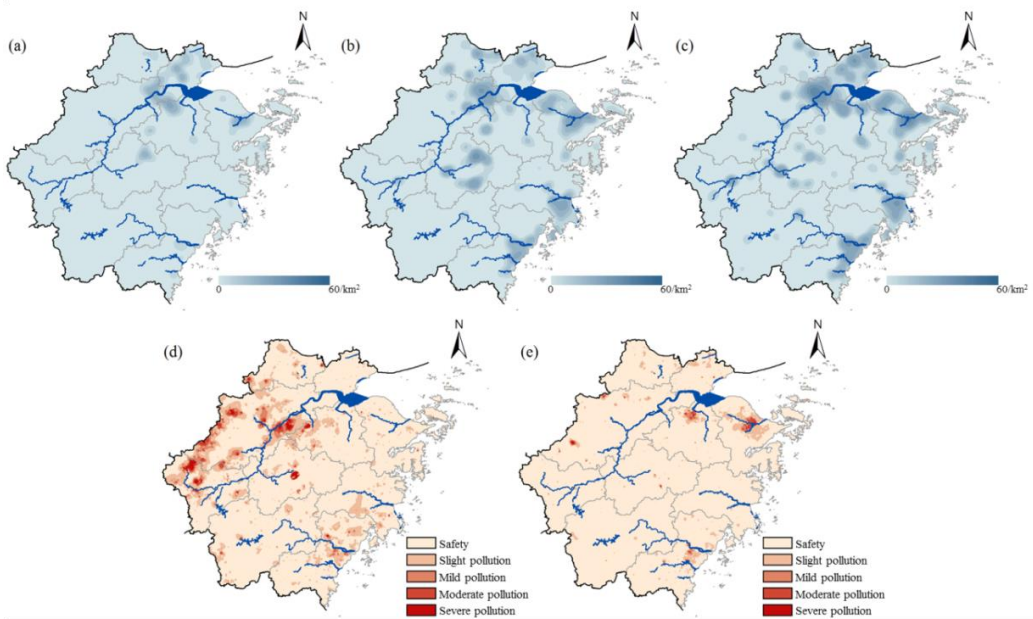 (a)
N
(b)
N
(c)
N
0
60/km²
0
60/km²
0
60/km²
(d)
N
(e)
N
Safety
Slight pollution
Mild pollution
Moderate pollution
Severe pollution
Safety
Slight pollution
Mild pollution
Moderate pollution
Severe pollution